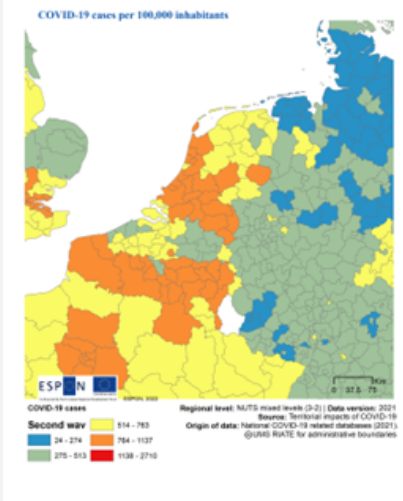 COVID-19 cases per 100,000 inhabitants
Km
0 37.5 75
ESPON
ESPON, 2022
COVID-19 cases
Second wav
24 - 274
275 - 513
514 - 763
764 - 1137
1138 - 2710
Regional level: NUTS mixed levels (3-2) | Data version: 2021
Source: Territorial impacts of COVID-19
Origin of data: National COVID-19 related databases (2021)
@UMS RIATE for administrative boundaries